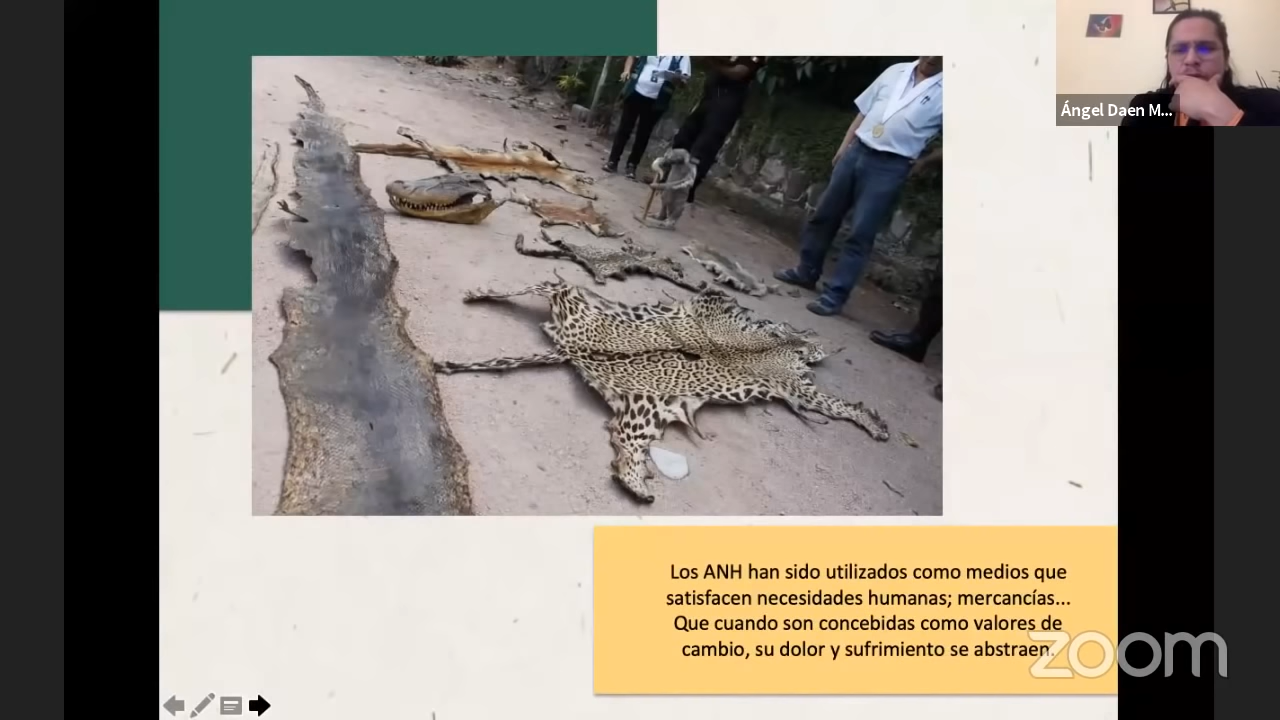 Ángel Daen M...
Los ANH han sido utilizados como medios que
satisfacen necesidades humanas; mercancías...
Que cuando son concebidas como valores de
cambio, su dolor y sufrimiento se abstraen.
zoom